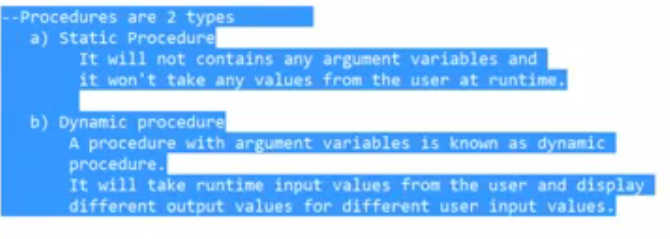 --Procedures are 2 types
a) Static Procedure
It will not contains any argument variables and
it won't take any values from the user at runtime.
b) Dynamic procedure
A procedure with argument variables is known as dynamic
procedure.
It will take runtime input values from the user and display
different output values for different user input values.